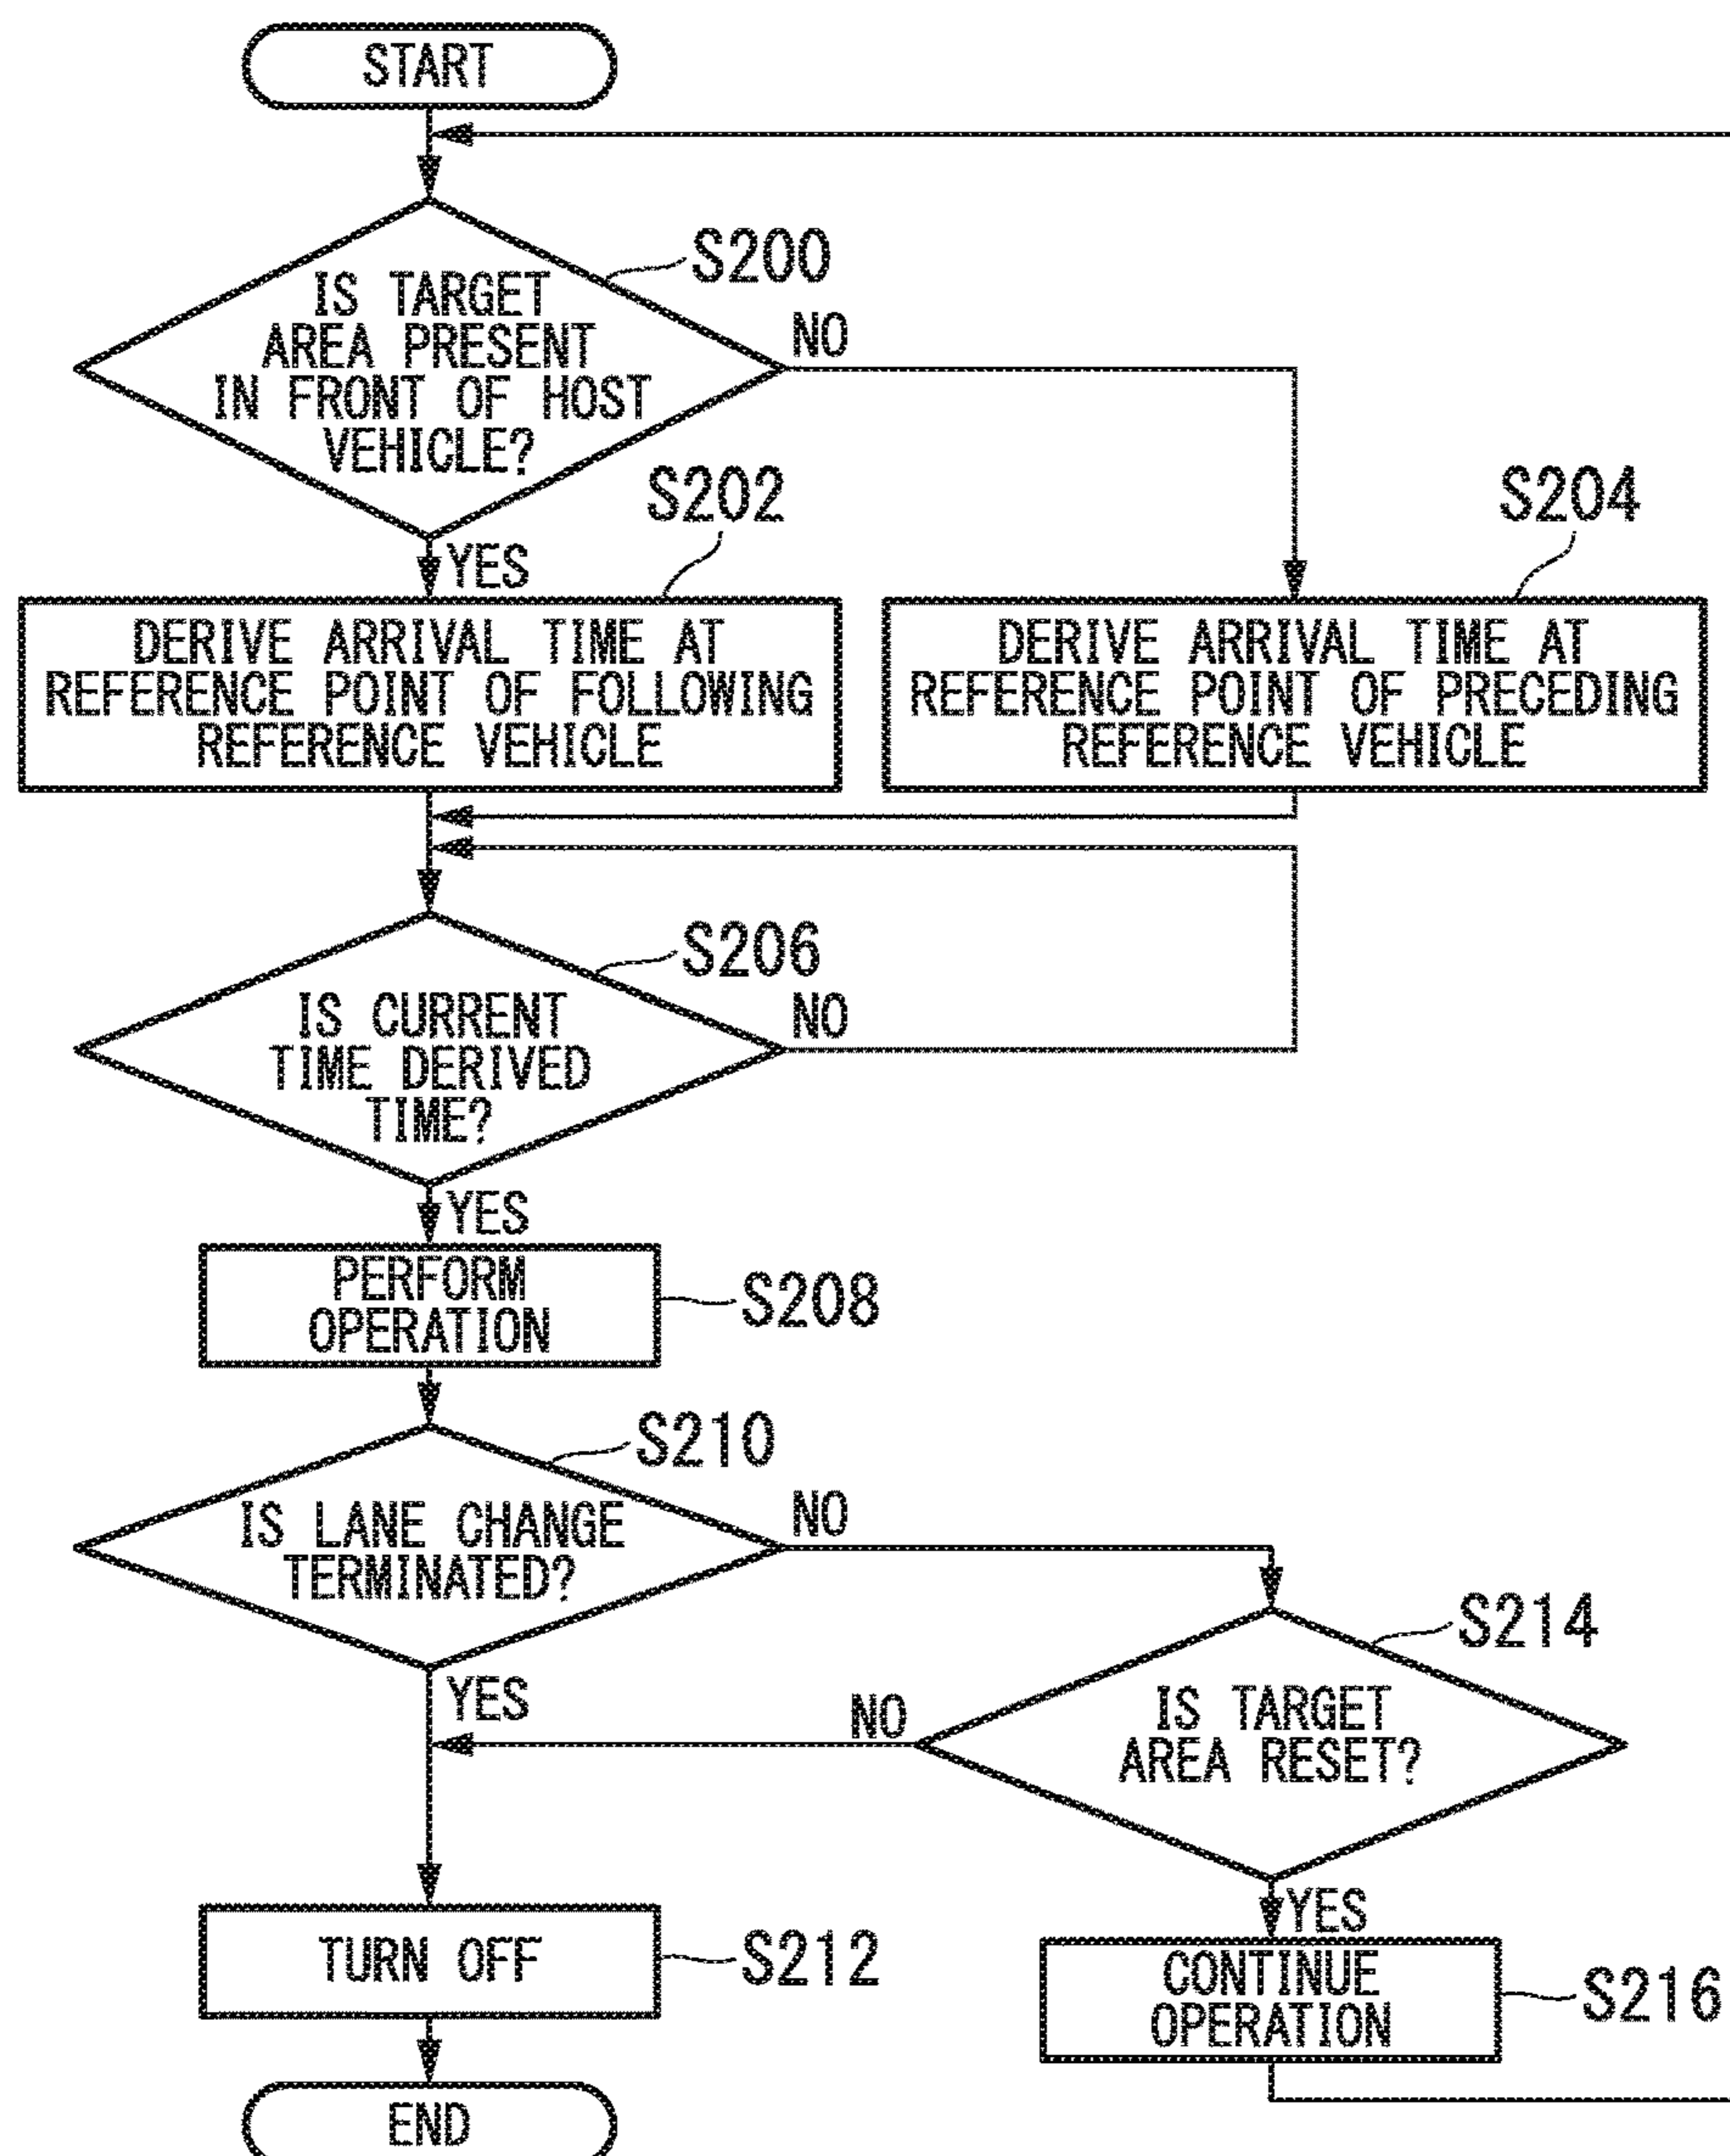 START
S200
IS TARGET
AREA PRESENT
IN FRONT OF HOST
VEHICLE?
NO
YES
S202
DERIVE ARRIVAL TIME AT
REFERENCE POINT OF FOLLOWING
REFERENCE VEHICLE
S204
DERIVE ARRIVAL TIME AT
REFERENCE POINT OF PRECEDING
REFERENCE VEHICLE
S206
IS CURRENT
TIME DERIVED
TIME?
NO
YES
PERFORM
OPERATION
S208
S210
IS LANE CHANGE
TERMINATED?
NO
YES
S214
IS TARGET
AREA RESET?
NO
YES
TURN OFF
S212
CONTINUE
OPERATION
S216
END